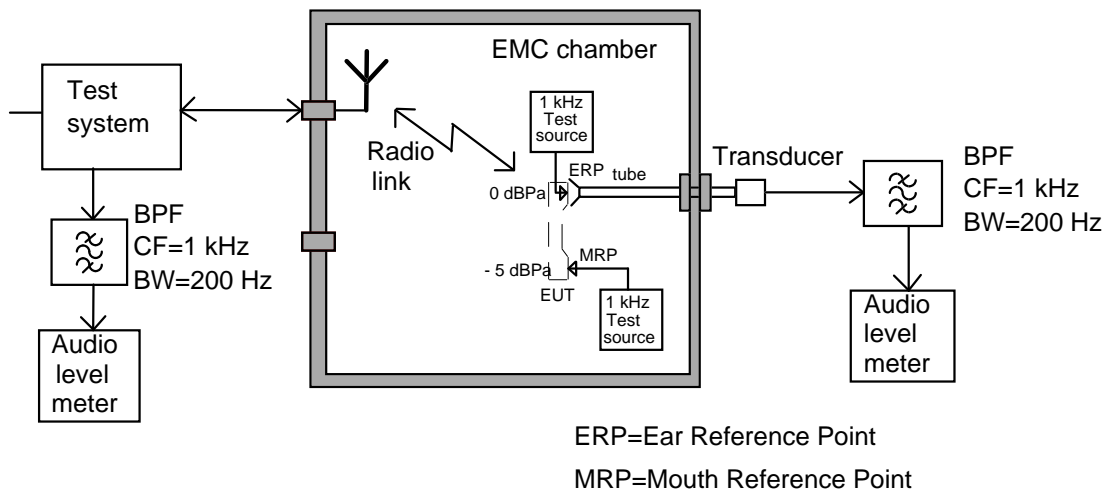 EMC chamber
Test
system
Radio
link
1 kHz
Test
source
ERP
tube
0 dBPa
MRP
- 5 dBPa
EUT
1 kHz
Test
source
Transducer
BPF
CF=1 kHz
BW=200 Hz
BPF
CF=1 kHz
BW=200 Hz
Audio
level
meter
Audio
level
meter
ERP=Ear Reference Point
MRP=Mouth Reference Point